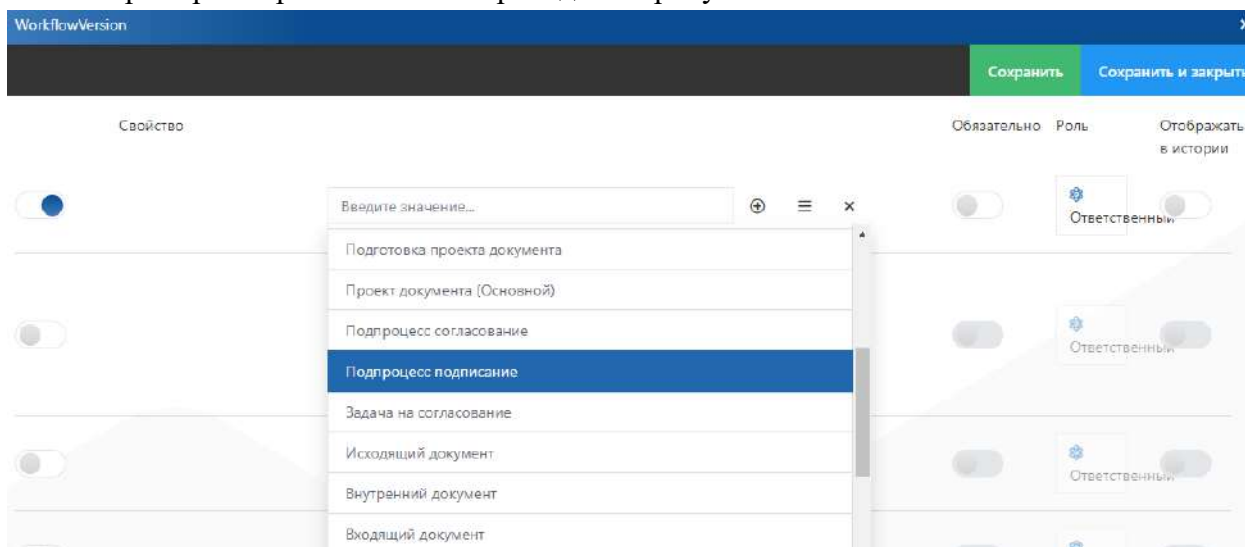 WorkflowVersion
Сохранить Сохранить и закрыть
Свойство Обязательно Роль Отображать
в истории
Введите значение...
Ответственный
Подготовка проекта документа
Проект документа (Основной)
Подпроцесс согласование
Ответственный
Подпроцесс подписание
Задача на согласование
Исходящий документ
Ответственный
Внутренний документ
Входящий документ